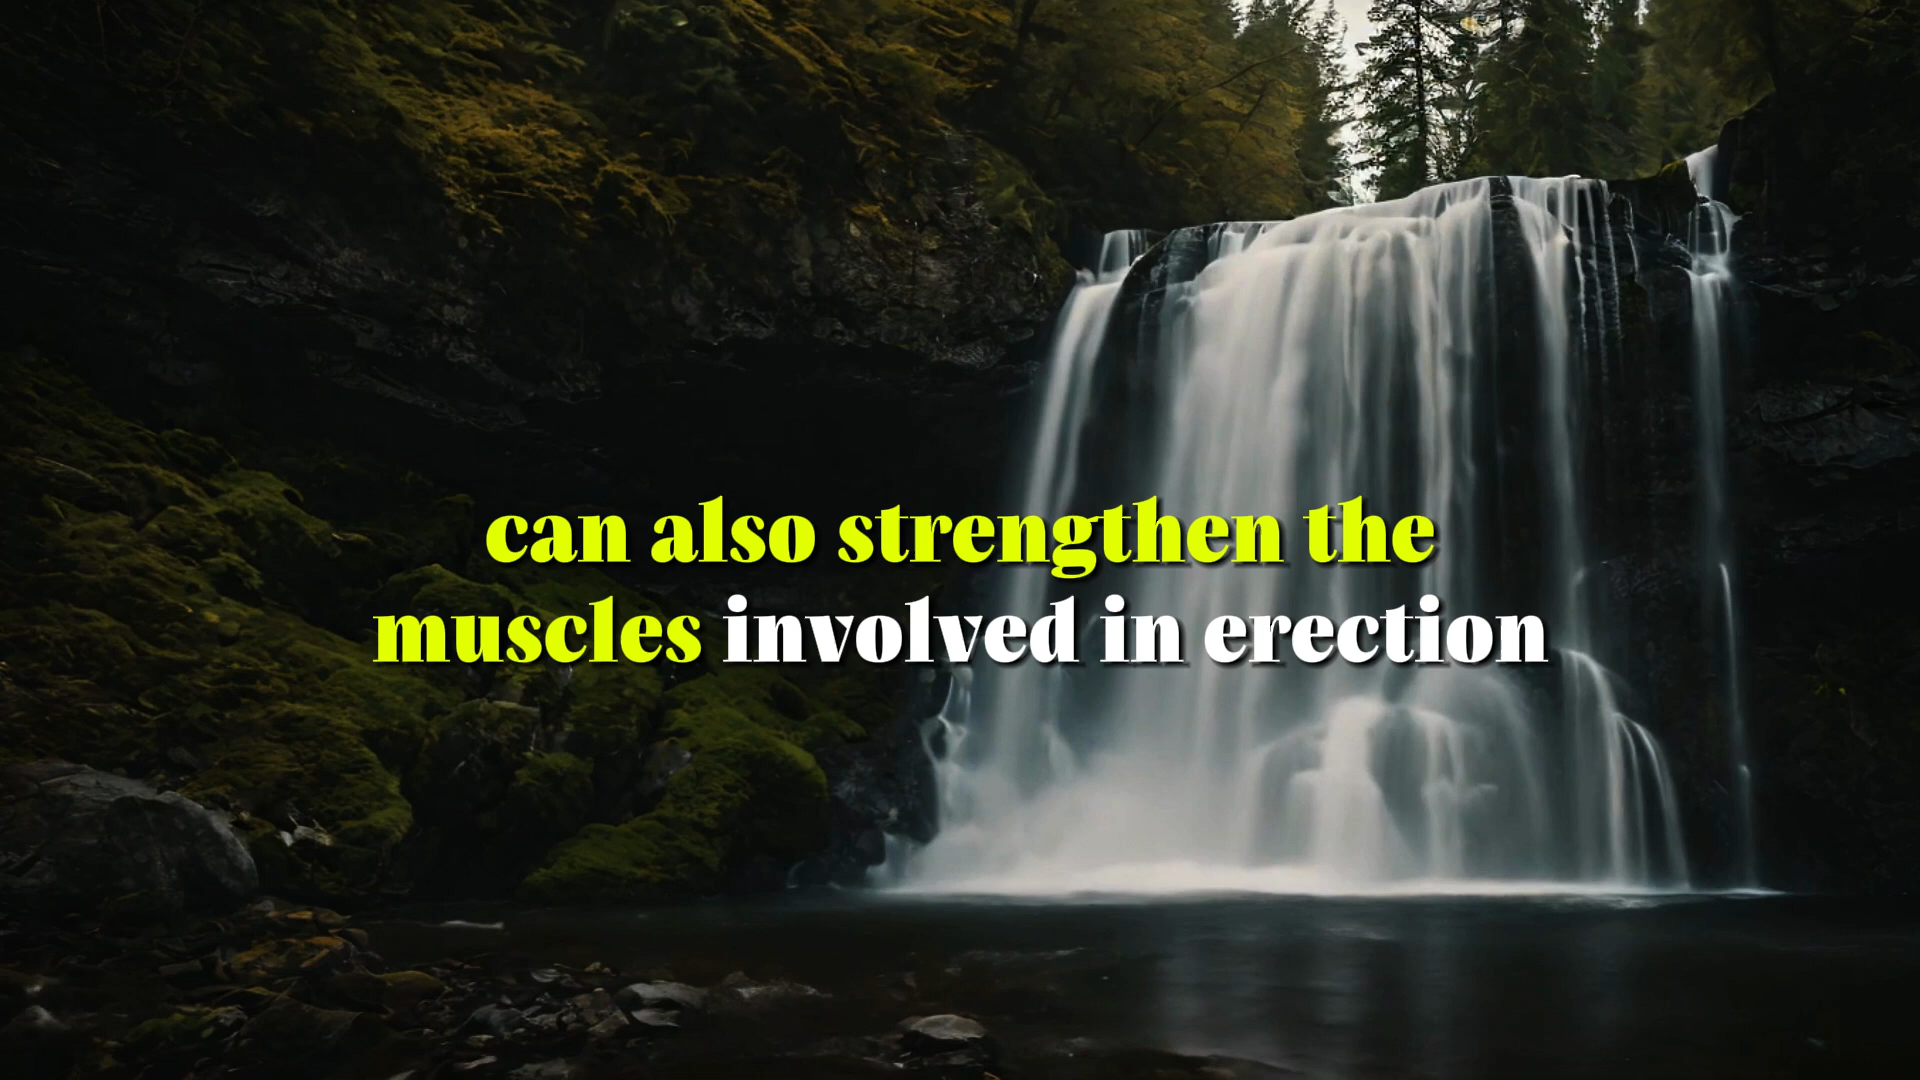 can also strengthen the
muscles involved in erection